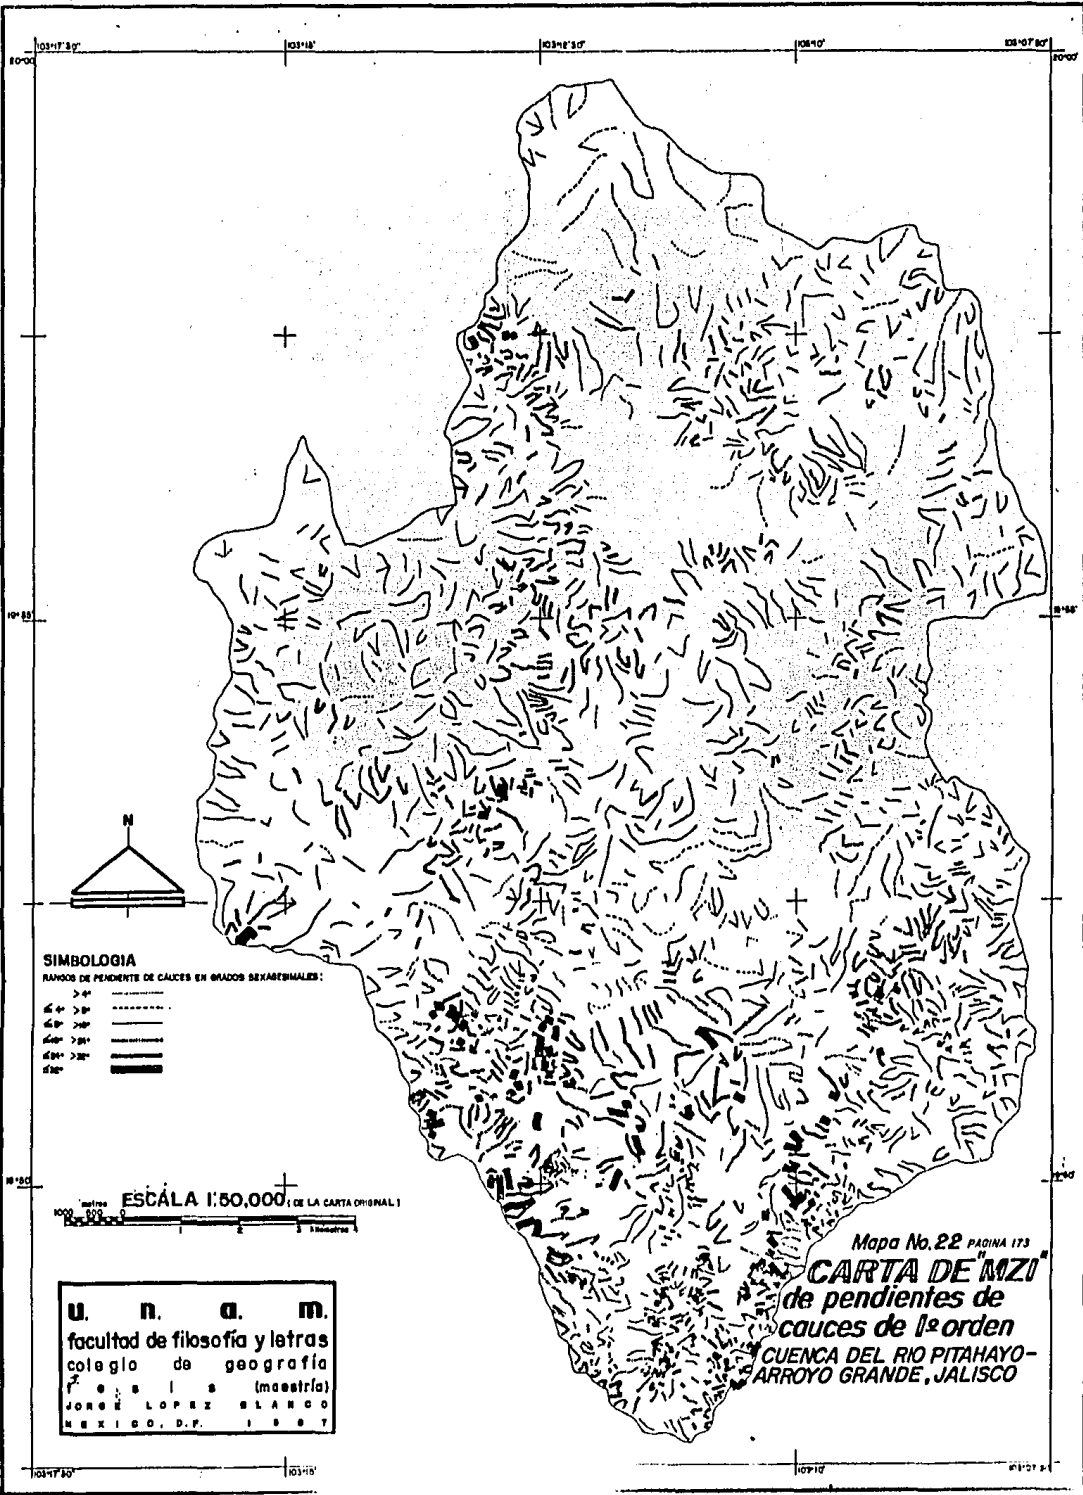 103°17'30"
103°15'
103°12'30"
103°10'
103°07'30"
20°00'
20°00'
19°55'
19°55'
N
SIMBOLOGIA
RANGOS DE PENDIENTE DE CAUCES EN GRADOS SEXAGESIMALES:
> 4°
ESCALA 1:50,000 (DE LA CARTA ORIGINAL)
metros
1000 500 0
1 2 3 kilometros 4
Mapa No.22 PAGINA 173
CARTA DE "MZI"
de pendientes de
cauces de 1º orden
CUENCA DEL RIO PITAHAYO-
ARROYO GRANDE, JALISCO
u. n. a. m.
facultad de filosofía y letras
colegio de geografía
tesis (maestría)
JORGE LOPEZ BLANCO
MEXICO, D.F. 1987
103°17'30"
103°15'
103°10'